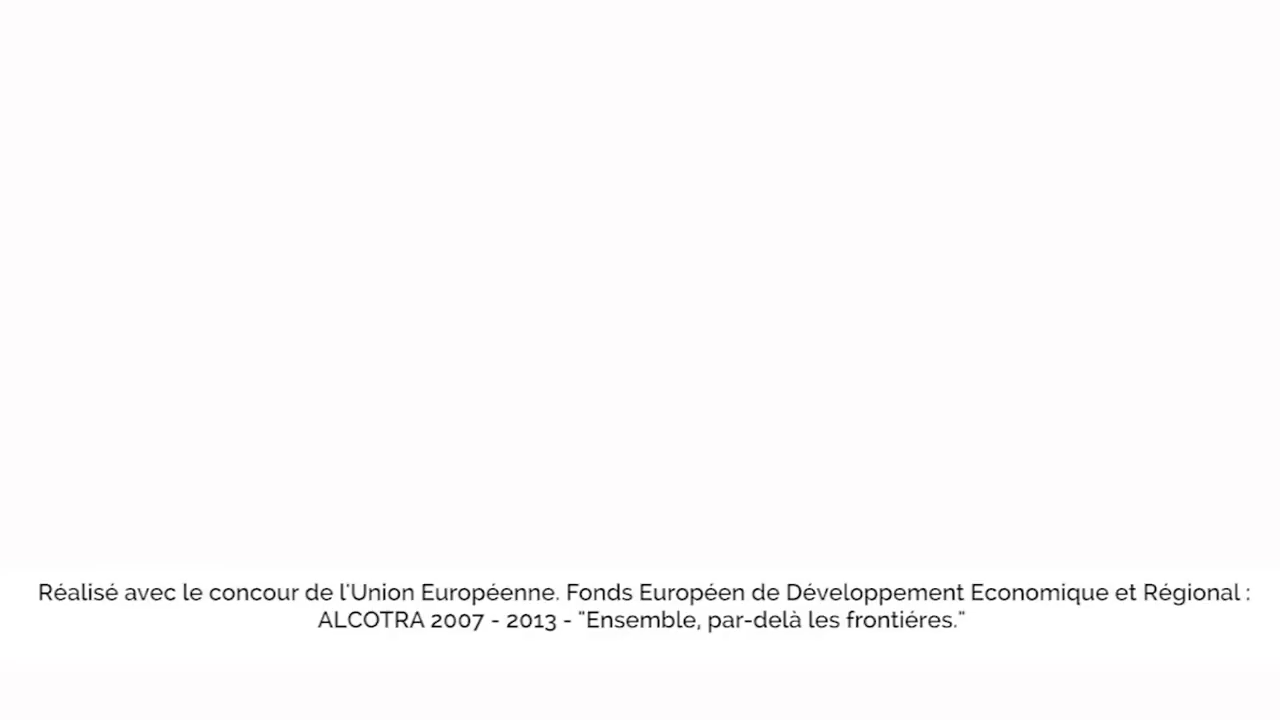 Réalisé avec le concour de l'Union Européenne. Fonds Européen de Développement Economique et Régional :
ALCOTRA 2007 - 2013 - "Ensemble, par-delà les frontiéres."